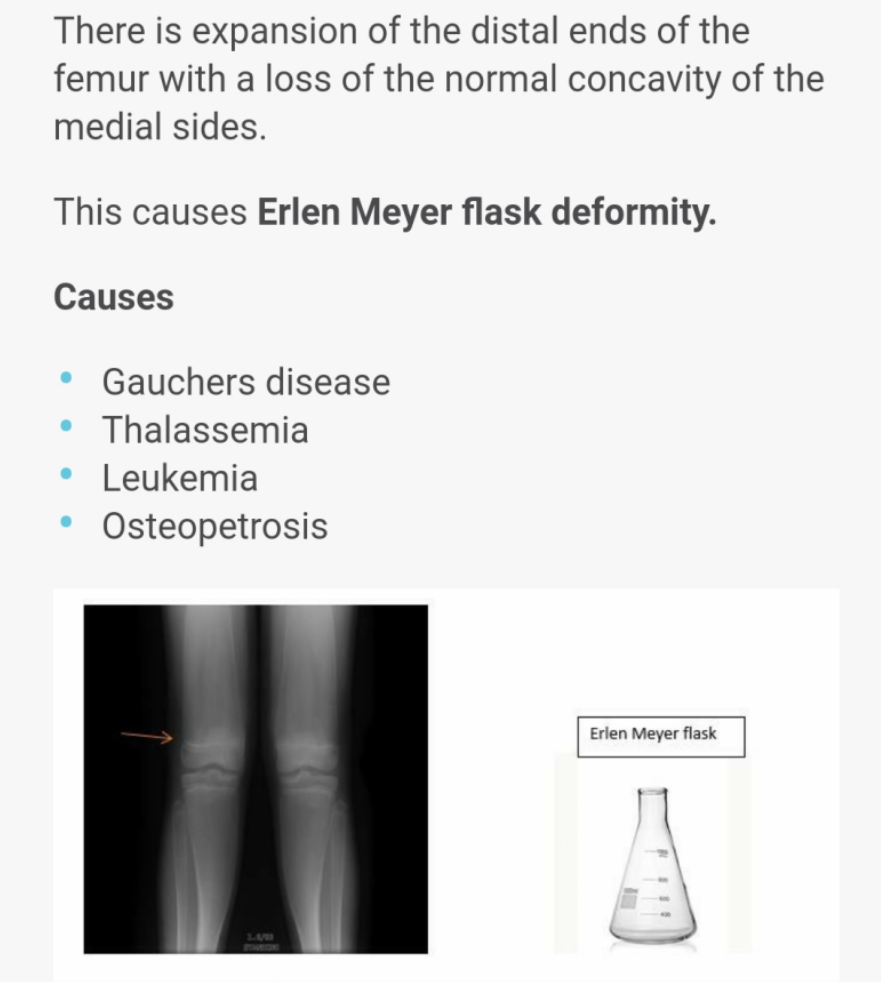 There is expansion of the distal ends of the
femur with a loss of the normal concavity of the
medial sides.
This causes Erlen Meyer flask deformity.
Causes
Gauchers disease
Thalassemia
Leukemia
Osteopetrosis
Erlen Meyer flask